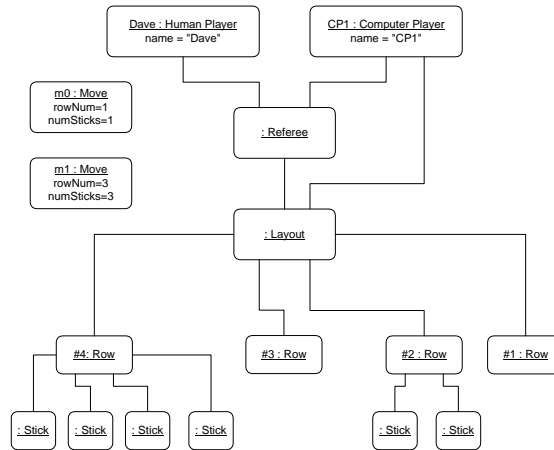 Dave : Human Player
name = "Dave"
CP1 : Computer Player
name = "CP1"
m0 : Move
rowNum=1
numSticks=1
: Referee
m1 : Move
rowNum=3
numSticks=3
: Layout
#4: Row
#3 : Row
#2 : Row
#1 : Row
: Stick
: Stick
: Stick
: Stick
: Stick
: Stick